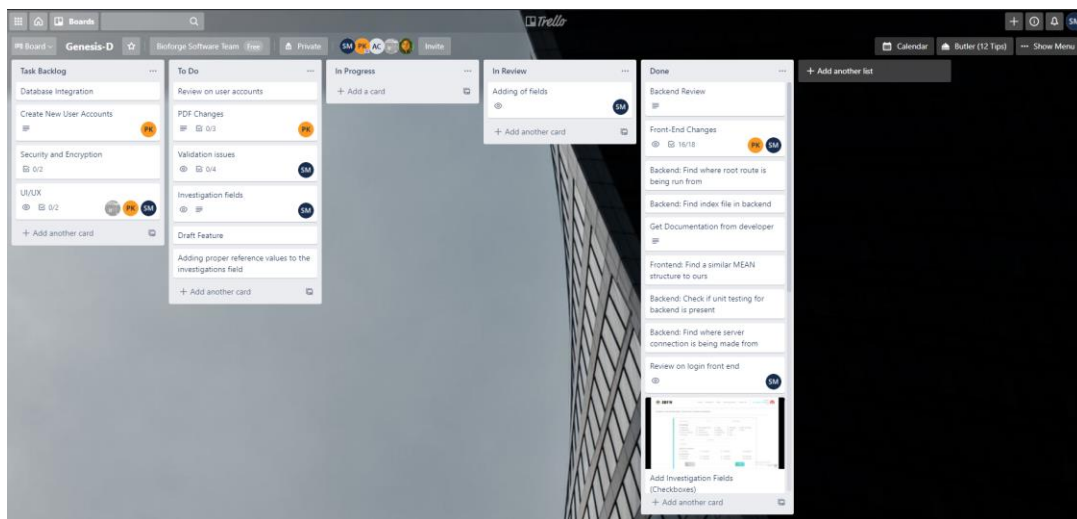 Boards
Trello
SM
Board
Genesis-D
Bioforge Software Team Free
Private
SM PK AC
Invite
Calendar
Butler (12 Tips)
... Show Menu
Task Backlog
Database Integration
Create New User Accounts
PK
Security and Encryption
0/2
UI/UX
0/2
PK SM
+ Add another card
To Do
Review on user accounts
PDF Changes
0/3
PK
Validation issues
0/4
SM
Investigation fields
SM
Draft Feature
Adding proper reference values to the
investigations field
+ Add another card
In Progress
+ Add a card
In Review
Adding of fields
SM
+ Add another card
Done
Backend Review
Front-End Changes
16/18
PK SM
Backend: Find where root route is
being run from
Backend: Find index file in backend
Get Documentation from developer
Frontend: Find a similar MEAN
structure to ours
Backend: Check if unit testing for
backend is present
Backend: Find where server
connection is being made from
Review on login front end
SM
Add Investigation Fields
(Checkboxes)
+ Add another card
+ Add another list